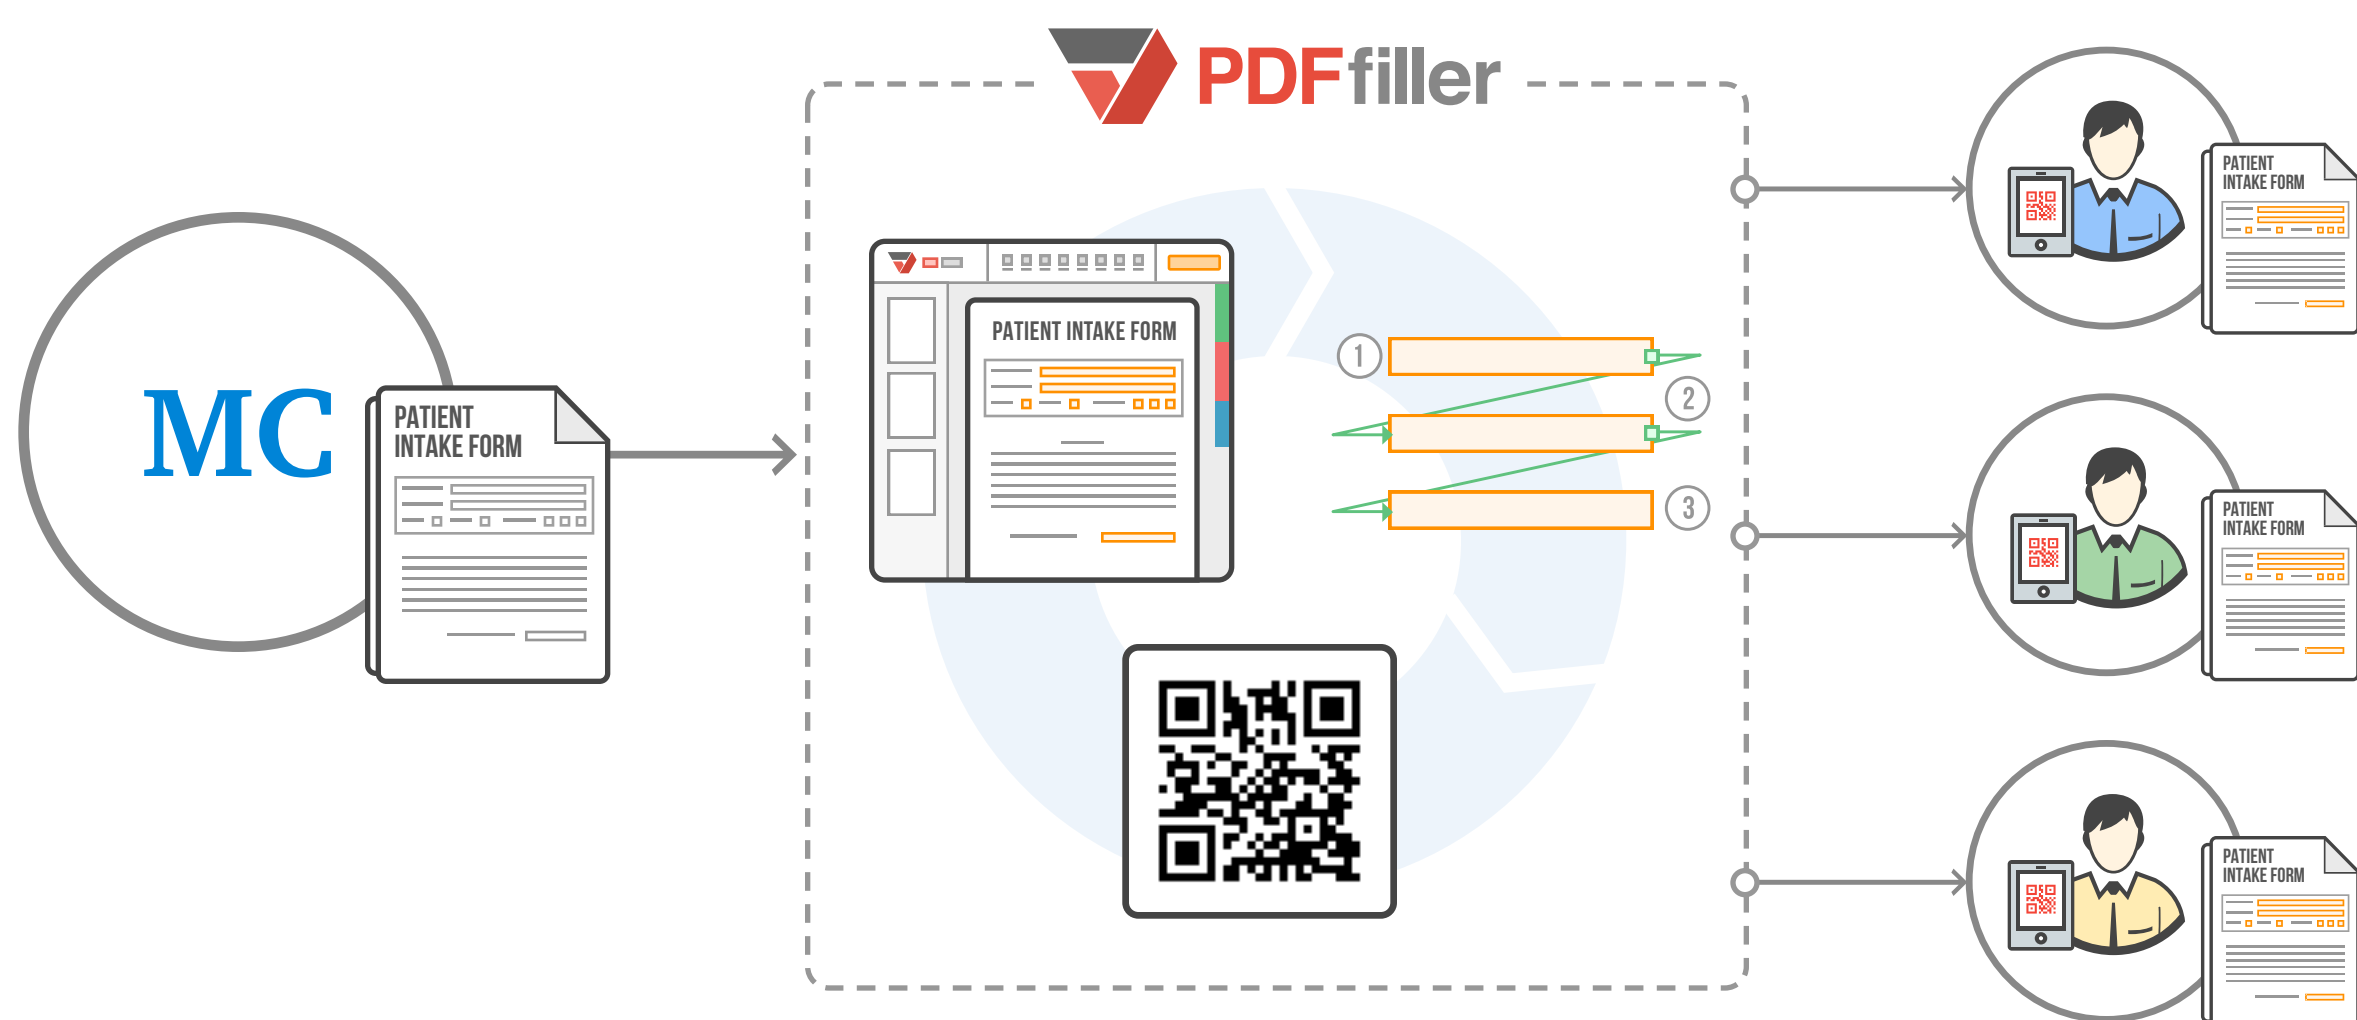 PDFfiller
MC
PATIENT
INTAKE FORM
PATIENT INTAKE FORM
1
2
3
PATIENT
INTAKE FORM
PATIENT
INTAKE FORM
PATIENT
INTAKE FORM